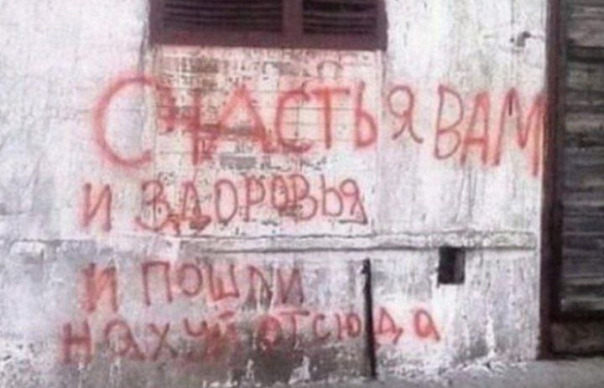 СЧАСТЬЯ ВАМ
И ЗДОРОВЬЯ
И ПОШЛИ
НАХУЙ ОТСЮДА